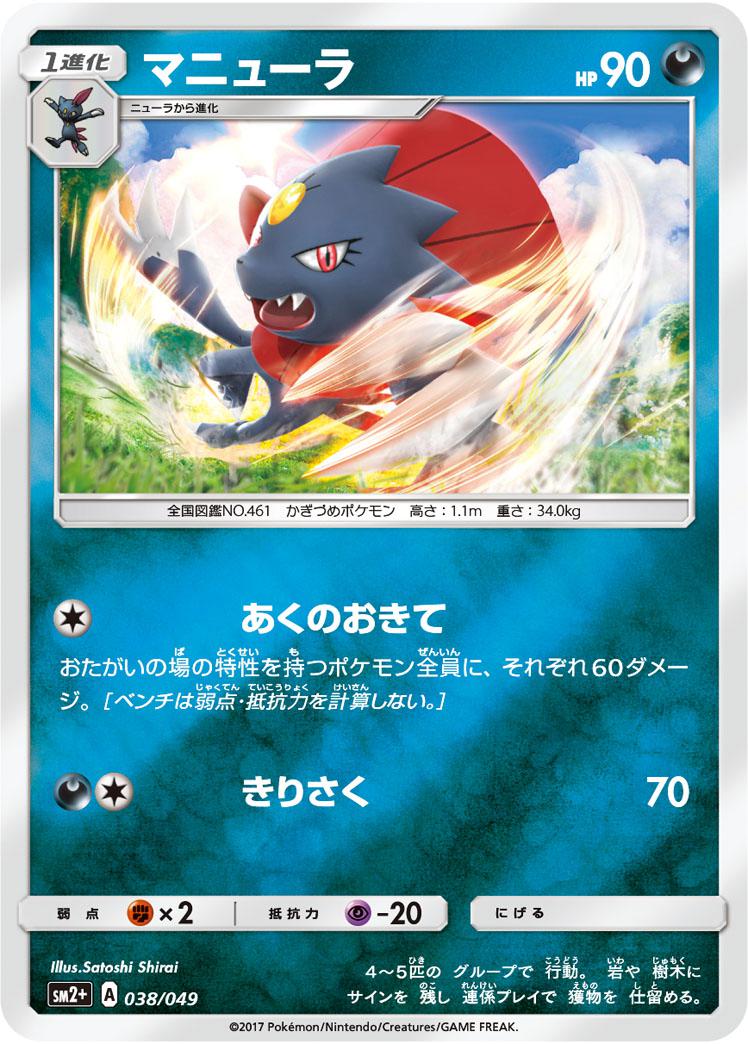 1進化
マニューラ
HP 90
ニューラから進化
全国図鑑NO.461 かぎづめポケモン 高さ：1.1m 重さ：34.0kg
あくのおきて
おたがいの場の特性を持つポケモン全員に、それぞれ60ダメー
ジ。［ベンチは弱点・抵抗力を計算しない。］
きりさく 70
弱点 ×2 抵抗力 -20 にげる
Illus.Satoshi Shirai
4〜5匹の グループで 行動。 岩や 樹木に
サインを 残し 連係プレイで 獲物を 仕留める。
SM2+ A 038/049
©2017 Pokémon/Nintendo/Creatures/GAME FREAK.